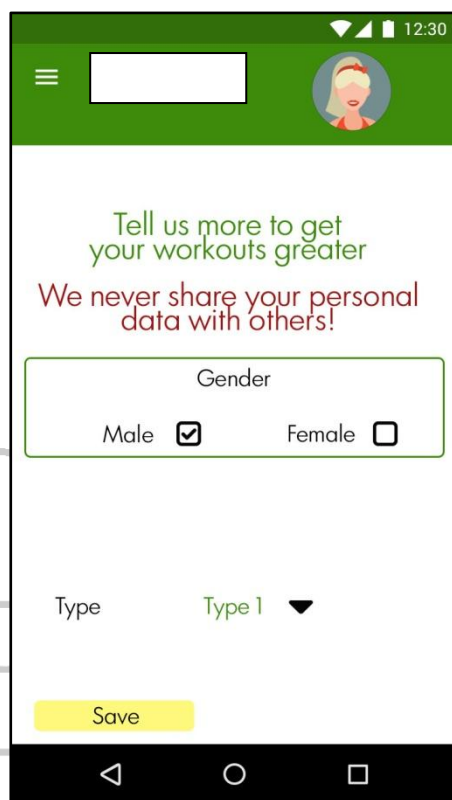 12:30
Tell us more to get
your workouts greater
We never share your personal
data with others!
Gender
Male Female
Type Type 1
Save